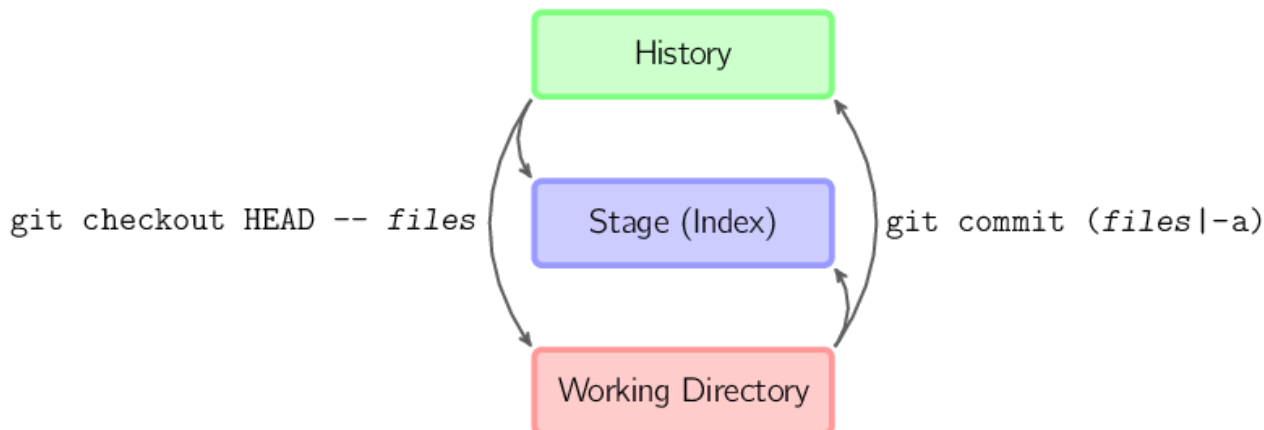 History
git checkout HEAD -- files
Stage (Index)
git commit (files|-a)
Working Directory